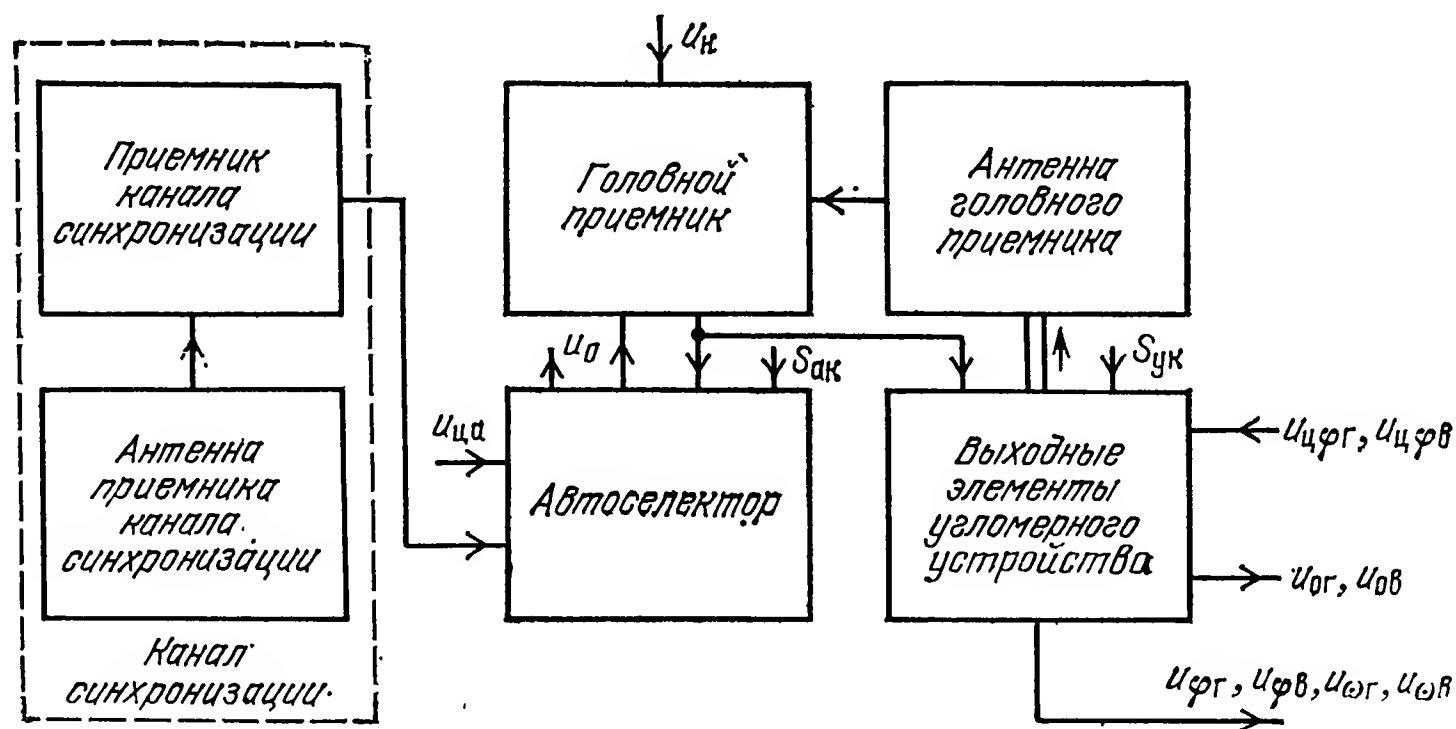 Приемник
канала
синхронизации
Антенна
приемника
канала
синхронизации
Канал
синхронизации
uн
Головной
приемник
Антенна
головного
приемника
uо
Sак
Sук
uца
Автоселектор
Выходные
элементы
угломерного
устройства
uцφг, uцφв
uог, uов
uφг, uφв, uωг, uωв